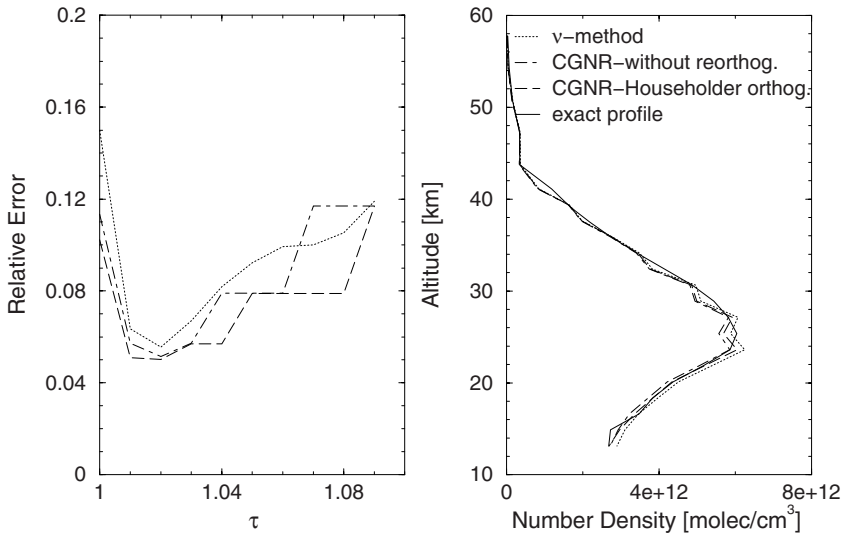 0.2
0.16
0.12
0.08
0.04
0
1
1.04
1.08
Relative Error
τ
60
50
40
30
20
10
0
4e+12
8e+12
Altitude [km]
Number Density [molec/cm³]
ν−method
CGNR−without reorthog.
CGNR−Householder orthog.
exact profile